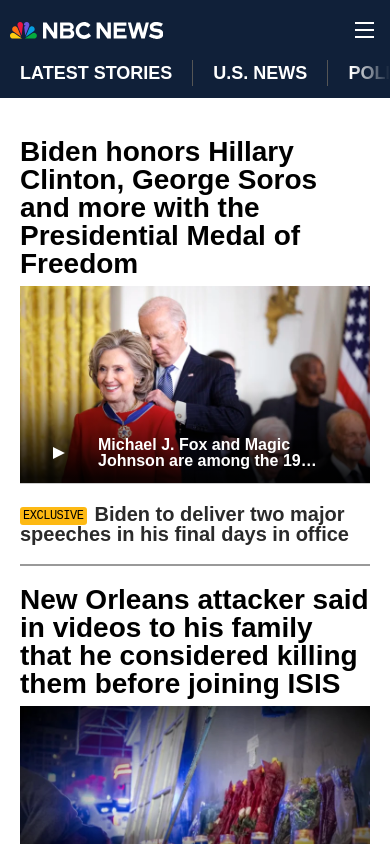 NBC NEWS
LATEST STORIES
U.S. NEWS
Biden honors Hillary
Clinton, George Soros
and more with the
Presidential Medal of
Freedom
Michael J. Fox and Magic
Johnson are among the 19…
EXCLUSIVE Biden to deliver two major
speeches in his final days in office
New Orleans attacker said
in videos to his family
that he considered killing
them before joining ISIS